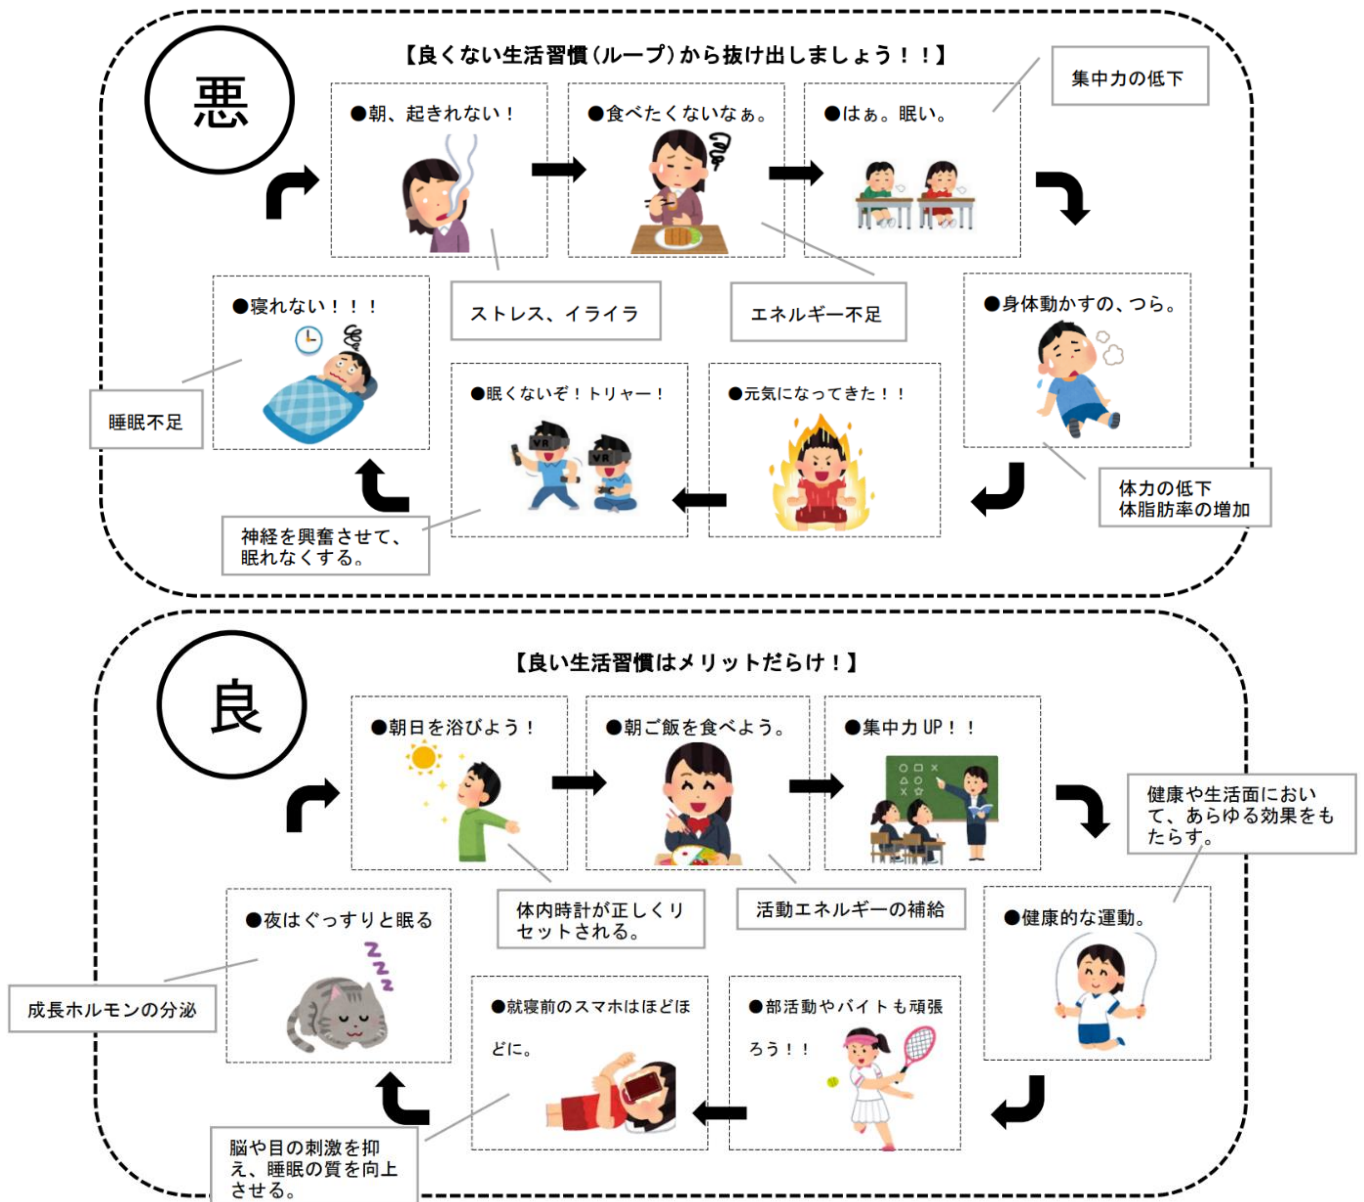 悪
【良くない生活習慣(ループ)から抜け出しましょう！！】
●朝、起きれない！
●食べたくないなぁ。
●はぁ。眠い。
集中力の低下
ストレス、イライラ
エネルギー不足
●身体動かすの、つら。
体力の低下
体脂肪率の増加
●元気になってきた！！
●眠くないぞ！トリャー！
神経を興奮させて、
眠れなくする。
●寝れない！！！
睡眠不足
VR
VR
良
【良い生活習慣はメリットだらけ！】
●朝日を浴びよう！
●朝ご飯を食べよう。
●集中力 UP！！
体内時計が正しくリ
セットされる。
活動エネルギーの補給
健康や生活面におい
て、あらゆる効果をも
たらす。
●健康的な運動。
●部活動やバイトも頑張
ろう！！
●就寝前のスマホはほどほ
どに。
脳や目の刺激を抑
え、睡眠の質を向上
させる。
●夜はぐっすりと眠る
ZZZZ
成長ホルモンの分泌